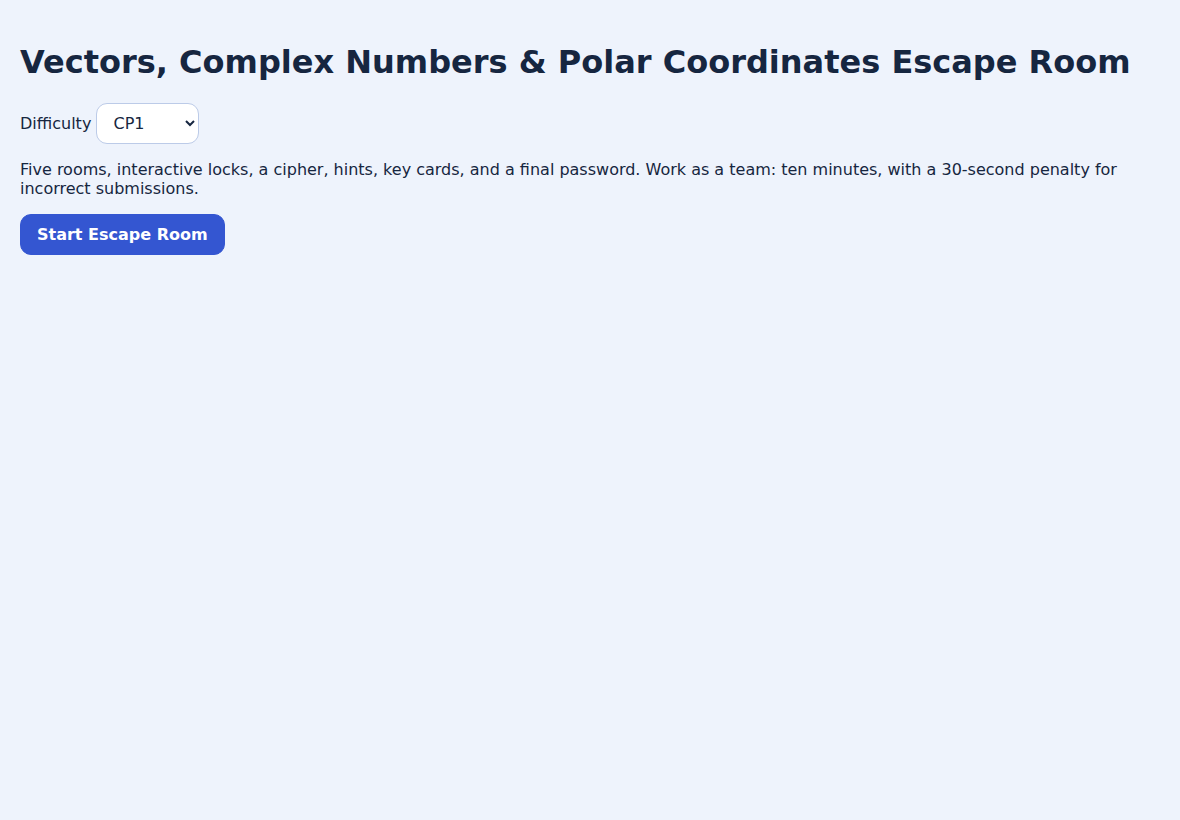 Vectors, Complex Numbers & Polar Coordinates Escape Room
Difficulty CP1
Five rooms, interactive locks, a cipher, hints, key cards, and a final password. Work as a team: ten minutes, with a 30-second penalty for
incorrect submissions.
Start Escape Room